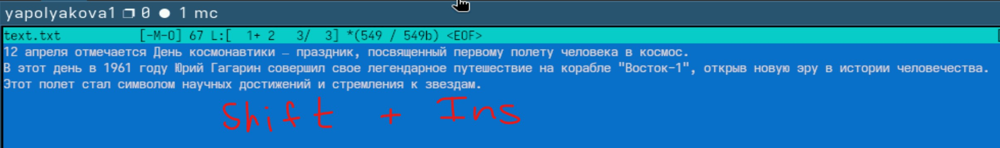 yapolyakova1 0 ● 1 mc
text.txt [-M-O] 67 L:[ 1+ 2 3/ 3] *(549 / 549b) <EOF>
12 апреля отмечается День космонавтики – праздник, посвященный первому полету человека в космос.
В этот день в 1961 году Юрий Гагарин совершил свое легендарное путешествие на корабле "Восток-1", открыв новую эру в истории человечества.
Этот полет стал символом научных достижений и стремления к звездам.
Shift + Ins